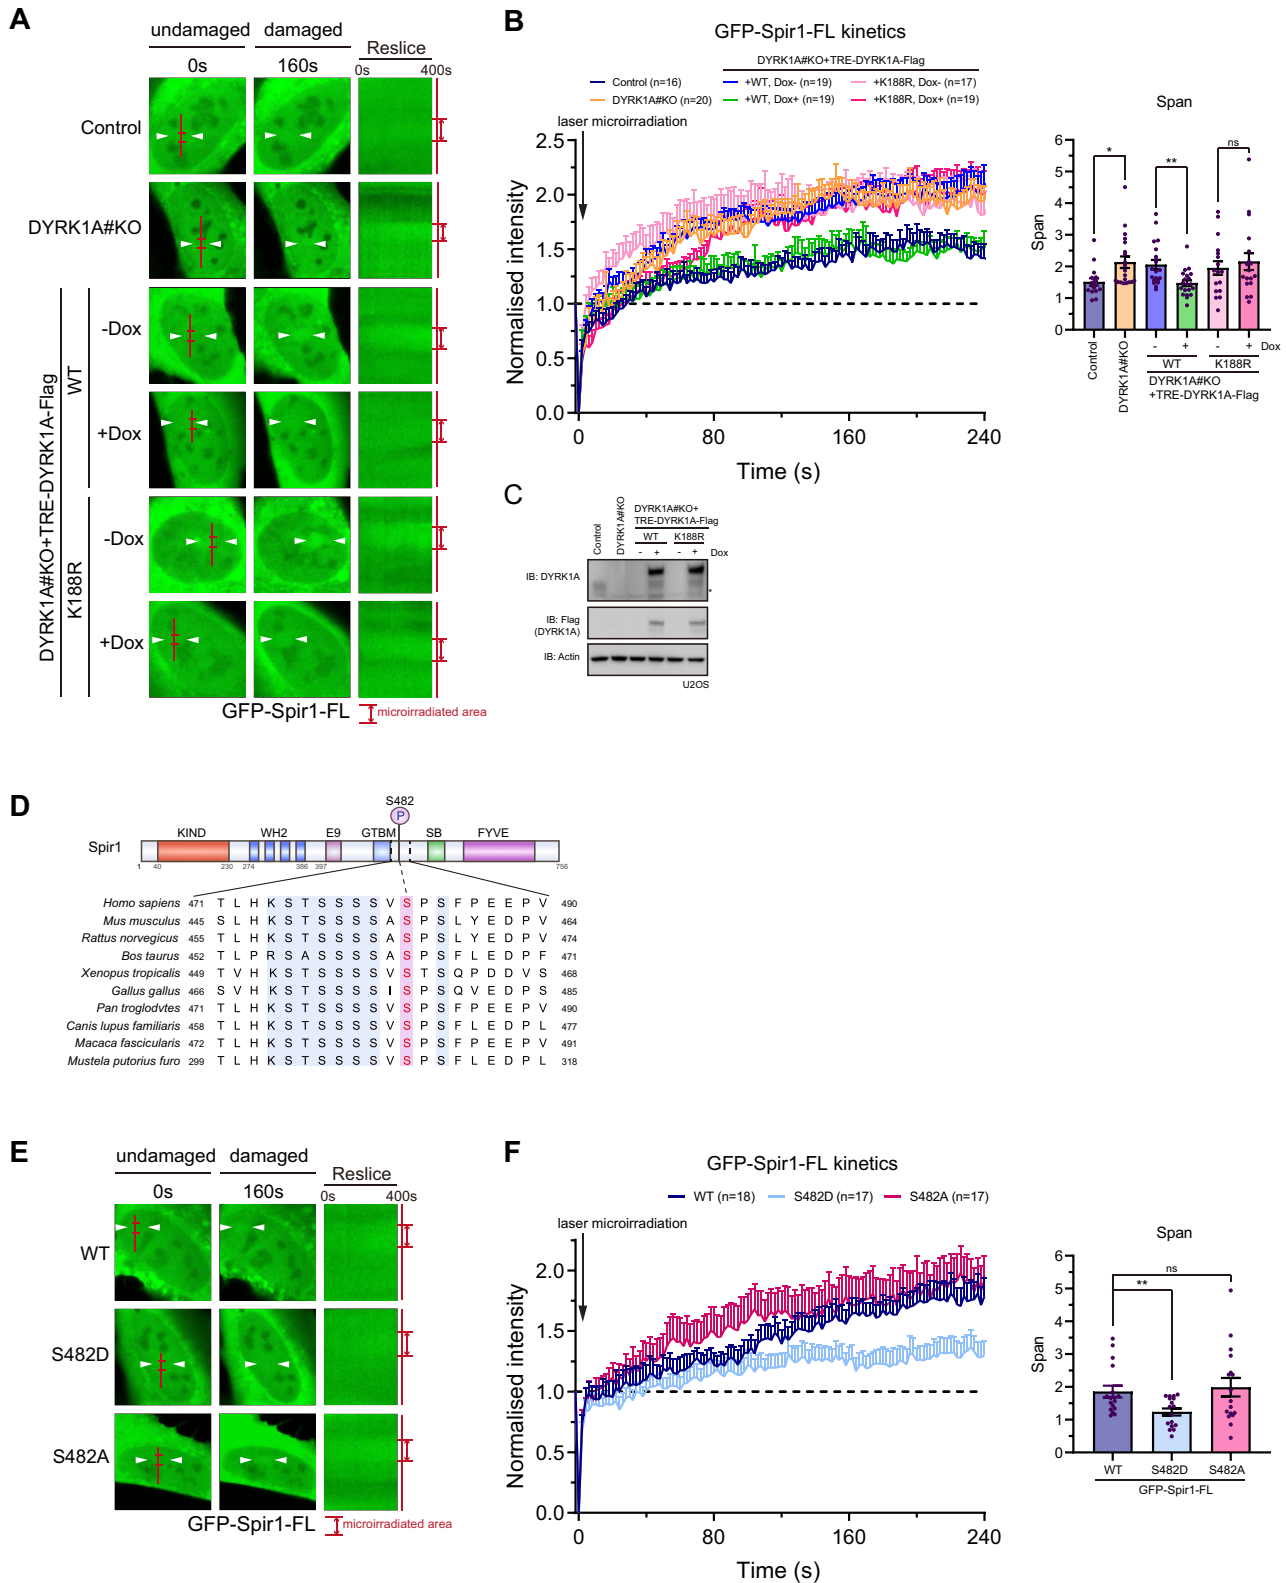 A
undamaged damaged
0s 160s
Reslice
0s 400s
Control
DYRK1A#KO
DYRK1A#KO+TRE-DYRK1A-Flag
WT
-Dox
+Dox
K188R
-Dox
+Dox
GFP-Spir1-FL
microirradiated area
B
GFP-Spir1-FL kinetics
DYRK1A#KO+TRE-DYRK1A-Flag
Control (n=16) +WT, Dox- (n=19) +K188R, Dox- (n=17)
DYRK1A#KO (n=20) +WT, Dox+ (n=19) +K188R, Dox+ (n=19)
laser microirradiation
Normalised intensity
2.5
2.0
1.5
1.0
0.5
0.0
0 80 160 240
Time (s)
Span
Span
6
5
4
3
2
1
0
* ** ns
Control
DYRK1A#KO
- + - + Dox
WT K188R
DYRK1A#KO
+TRE-DYRK1A-Flag
C
Control
DYRK1A#KO
DYRK1A#KO+
TRE-DYRK1A-Flag
WT K188R
- + - + Dox
IB: DYRK1A
*
IB: Flag
(DYRK1A)
IB: Actin
U2OS
D
S482
P
KIND WH2 E9 GTBM SB FYVE
Spir1
1 40 230 274 386 397 756
Homo sapiens 471 T L H K S T S S S S V S P S F P E E P V 490
Mus musculus 445 S L H K S T S S S S A S P S L Y E D P V 464
Rattus norvegicus 455 T L H K S T S S S S A S P S L Y E D P V 474
Bos taurus 452 T L P R S A S S S S A S P S F L E D P F 471
Xenopus tropicalis 449 T V H K S T S S S S V S T S Q P D D V S 468
Gallus gallus 466 S V H K S T S S S S I S P S Q V E D P S 485
Pan troglodvtes 471 T L H K S T S S S S V S P S F P E E P V 490
Canis lupus familiaris 458 T L H K S T S S S S V S P S F L E D P L 477
Macaca fascicularis 472 T L H K S T S S S S V S P S F P E E P V 491
Mustela putorius furo 299 T L H K S T S S S S V S P S F L E D P L 318
E
undamaged damaged
0s 160s
Reslice
0s 400s
WT
S482D
S482A
GFP-Spir1-FL
microirradiated area
F
GFP-Spir1-FL kinetics
WT (n=18) S482D (n=17) S482A (n=17)
laser microirradiation
Normalised intensity
2.0
1.5
1.0
0.5
0.0
0 80 160 240
Time (s)
Span
Span
6
5
4
3
2
1
0
ns
**
WT S482D S482A
GFP-Spir1-FL